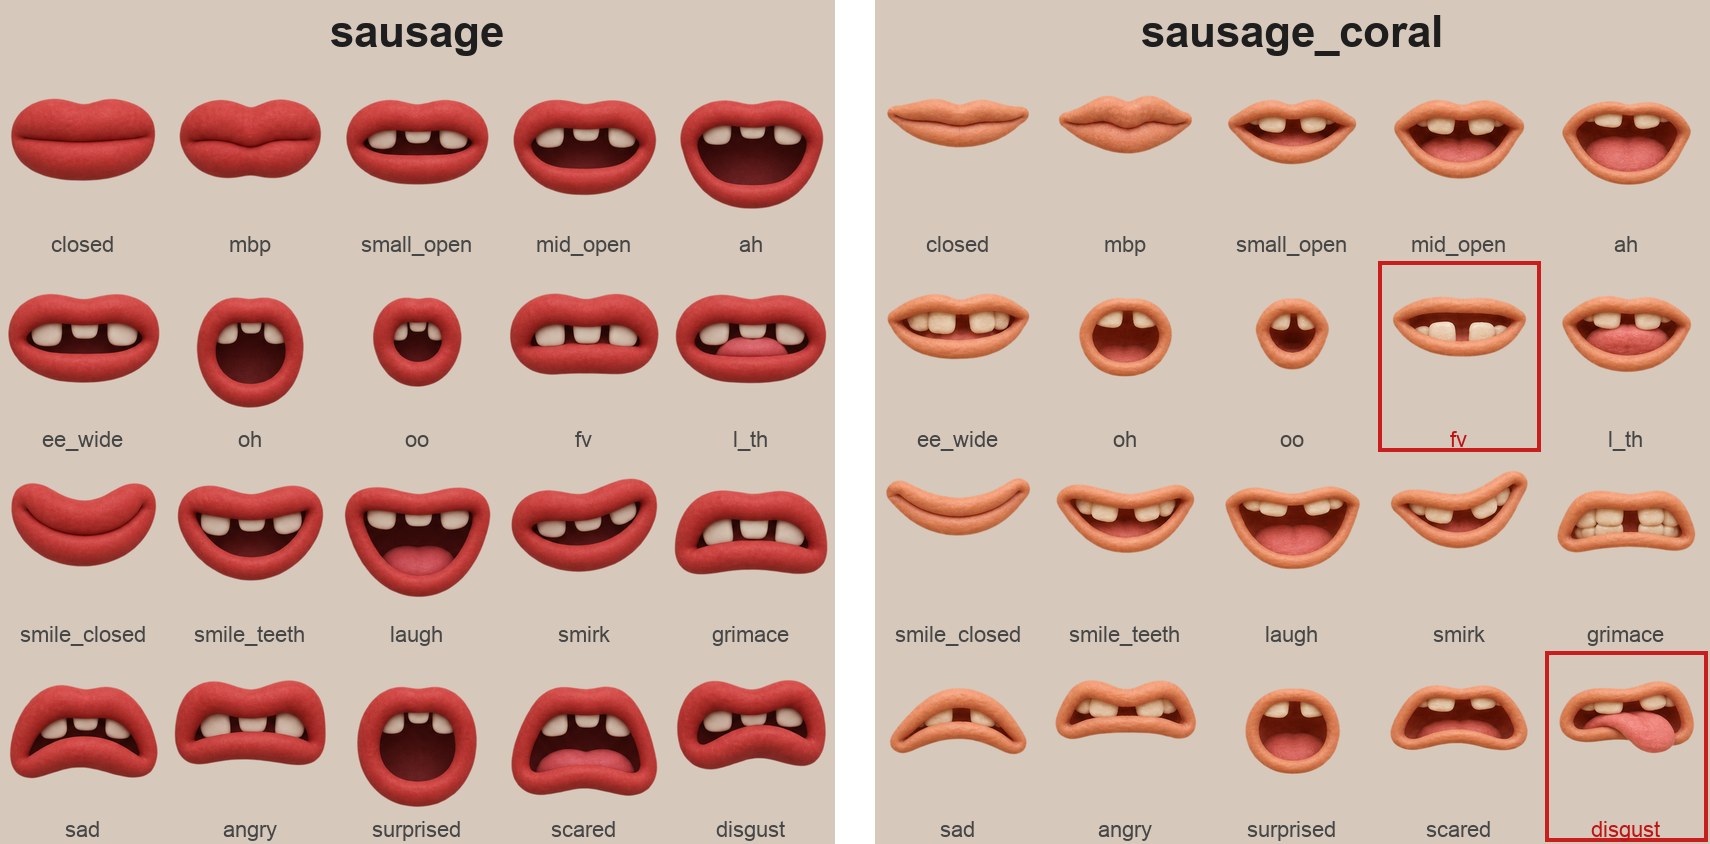 sausage
closed mbp small_open mid_open ah
ee_wide oh oo fv l_th
smile_closed smile_teeth laugh smirk grimace
sad angry surprised scared disgust
sausage_coral
closed mbp small_open mid_open ah
ee_wide oh oo fv l_th
smile_closed smile_teeth laugh smirk grimace
sad angry surprised scared disgust